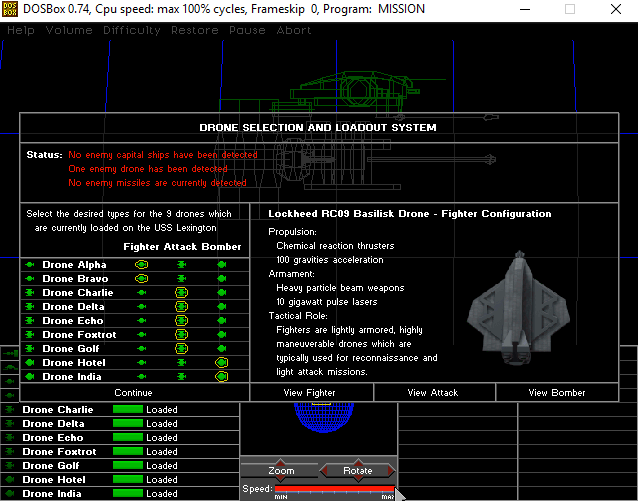 DOSBox 0.74, Cpu speed: max 100% cycles, Frameskip 0, Program: MISSION
Help Volume Difficulty Restore Pause Abort
DRONE SELECTION AND LOADOUT SYSTEM
Status: No enemy capital ships have been detected
One enemy drone has been detected
No enemy missiles are currently detected
Select the desired types for the 9 drones which
are currently loaded on the USS Lexington
Fighter Attack Bomber
Drone Alpha
Drone Bravo
Drone Charlie
Drone Delta
Drone Echo
Drone Foxtrot
Drone Golf
Drone Hotel
Drone India
Continue
Lockheed RC09 Basilisk Drone - Fighter Configuration
Propulsion:
Chemical reaction thrusters
100 gravities acceleration
Armament:
Heavy particle beam weapons
10 gigawatt pulse lasers
Tactical Role:
Fighters are lightly armored, highly
maneuverable drones which are
typically used for reconnaissance and
light attack missions.
View Fighter View Attack View Bomber
Drone Charlie Loaded
Drone Delta Loaded
Drone Echo Loaded
Drone Foxtrot Loaded
Drone Golf Loaded
Drone Hotel Loaded
Drone India Loaded
Zoom Rotate
Speed:
MIN MAX